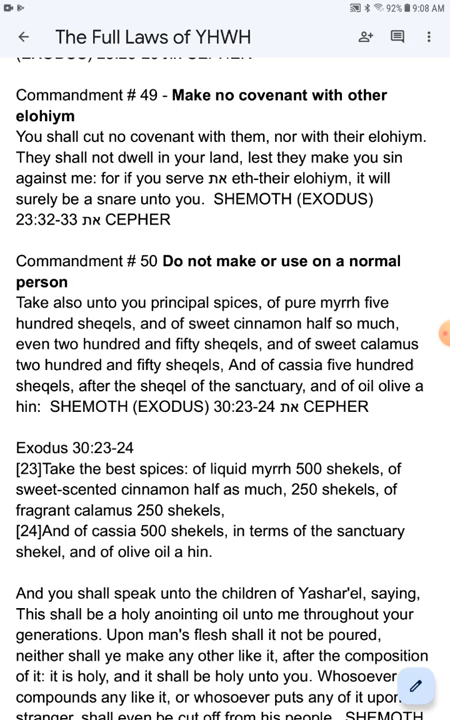 92% 9:08 AM
The Full Laws of YHWH
Commandment # 49 - Make no covenant with other
elohiym
You shall cut no covenant with them, nor with their elohiym.
They shall not dwell in your land, lest they make you sin
against me: for if you serve את eth-their elohiym, it will
surely be a snare unto you.  SHEMOTH (EXODUS)
23:32-33 את CEPHER
Commandment # 50 Do not make or use on a normal
person
Take also unto you principal spices, of pure myrrh five
hundred sheqels, and of sweet cinnamon half so much,
even two hundred and fifty sheqels, and of sweet calamus
two hundred and fifty sheqels, And of cassia five hundred
sheqels, after the sheqel of the sanctuary, and of oil olive a
hin:  SHEMOTH (EXODUS) 30:23-24 את CEPHER
Exodus 30:23-24
[23]Take the best spices: of liquid myrrh 500 shekels, of
sweet-scented cinnamon half as much, 250 shekels, of
fragrant calamus 250 shekels,
[24]And of cassia 500 shekels, in terms of the sanctuary
shekel, and of olive oil a hin.
And you shall speak unto the children of Yashar'el, saying,
This shall be a holy anointing oil unto me throughout your
generations. Upon man's flesh shall it not be poured,
neither shall ye make any other like it, after the composition
of it: it is holy, and it shall be holy unto you. Whosoever
compounds any like it, or whosoever puts any of it upon
stranger, shall even be cut off from his people.  SHEMOTH